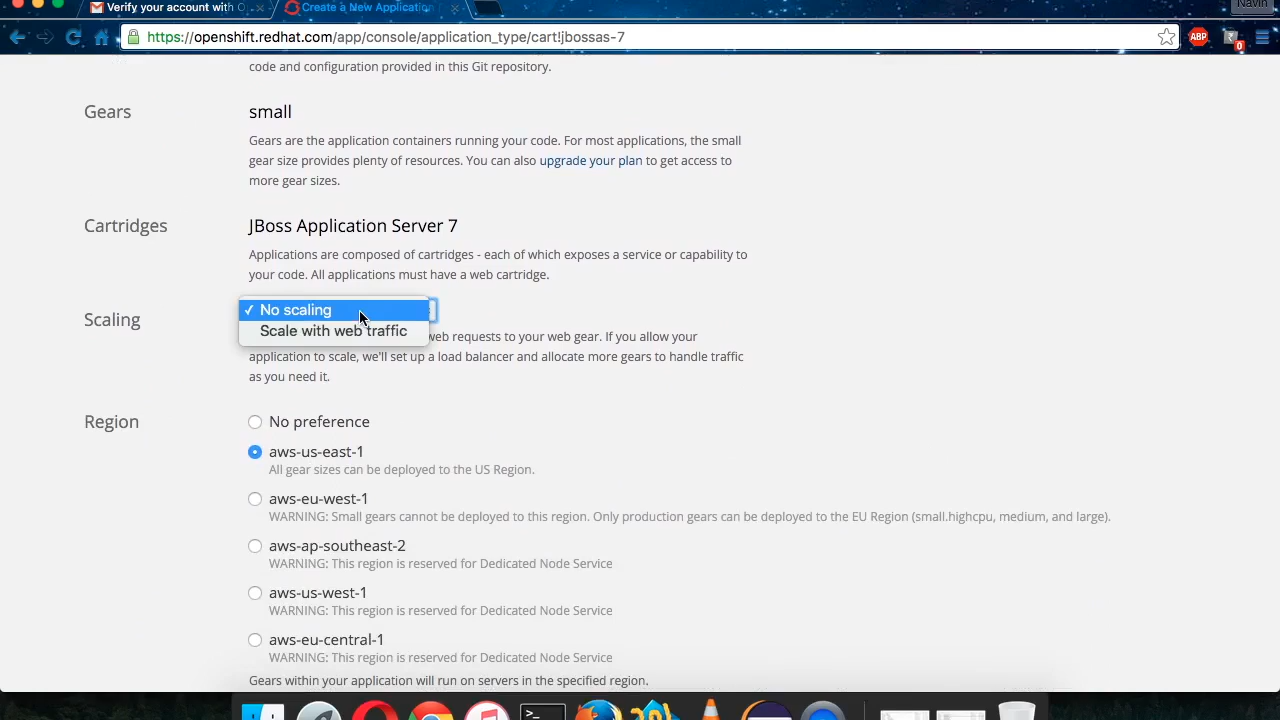 Navin
Verify your account with O
Create a New Application
https://openshift.redhat.com/app/console/application_type/cart!jbossas-7
ABP
0
code and configuration provided in this Git repository.
Gears
small
Gears are the application containers running your code. For most applications, the small
gear size provides plenty of resources. You can also upgrade your plan to get access to
more gear sizes.
Cartridges
JBoss Application Server 7
Applications are composed of cartridges - each of which exposes a service or capability to
your code. All applications must have a web cartridge.
Scaling
✓ No scaling
Scale with web traffic
web requests to your web gear. If you allow your
application to scale, we'll set up a load balancer and allocate more gears to handle traffic
as you need it.
Region
No preference
aws-us-east-1
All gear sizes can be deployed to the US Region.
aws-eu-west-1
WARNING: Small gears cannot be deployed to this region. Only production gears can be deployed to the EU Region (small.highcpu, medium, and large).
aws-ap-southeast-2
WARNING: This region is reserved for Dedicated Node Service
aws-us-west-1
WARNING: This region is reserved for Dedicated Node Service
aws-eu-central-1
WARNING: This region is reserved for Dedicated Node Service
Gears within your application will run on servers in the specified region.